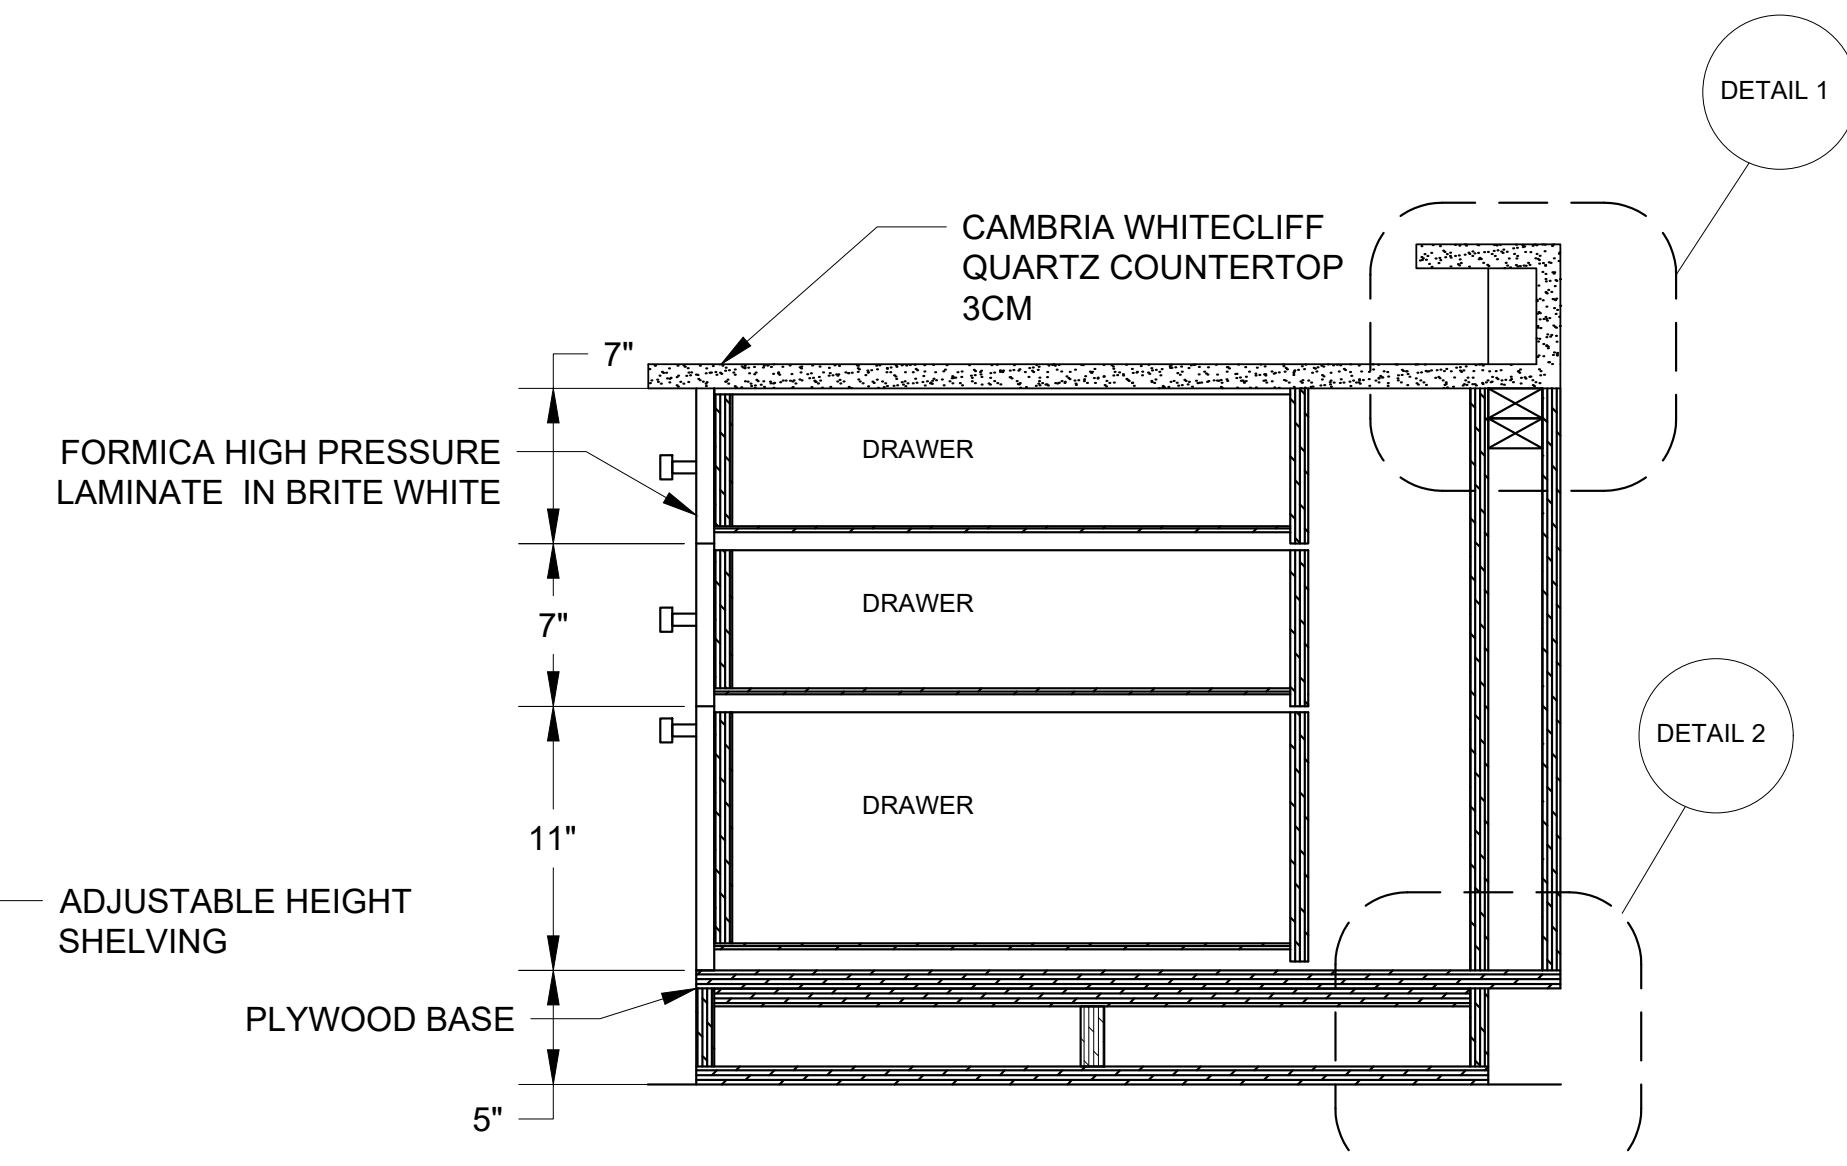 DETAIL 1
CAMBRIA WHITECLIFF
QUARTZ COUNTERTOP
3CM
7"
FORMICA HIGH PRESSURE
LAMINATE  IN BRITE WHITE
DRAWER
DRAWER
7"
DETAIL 2
DRAWER
11"
ADJUSTABLE HEIGHT
SHELVING
PLYWOOD BASE
5"